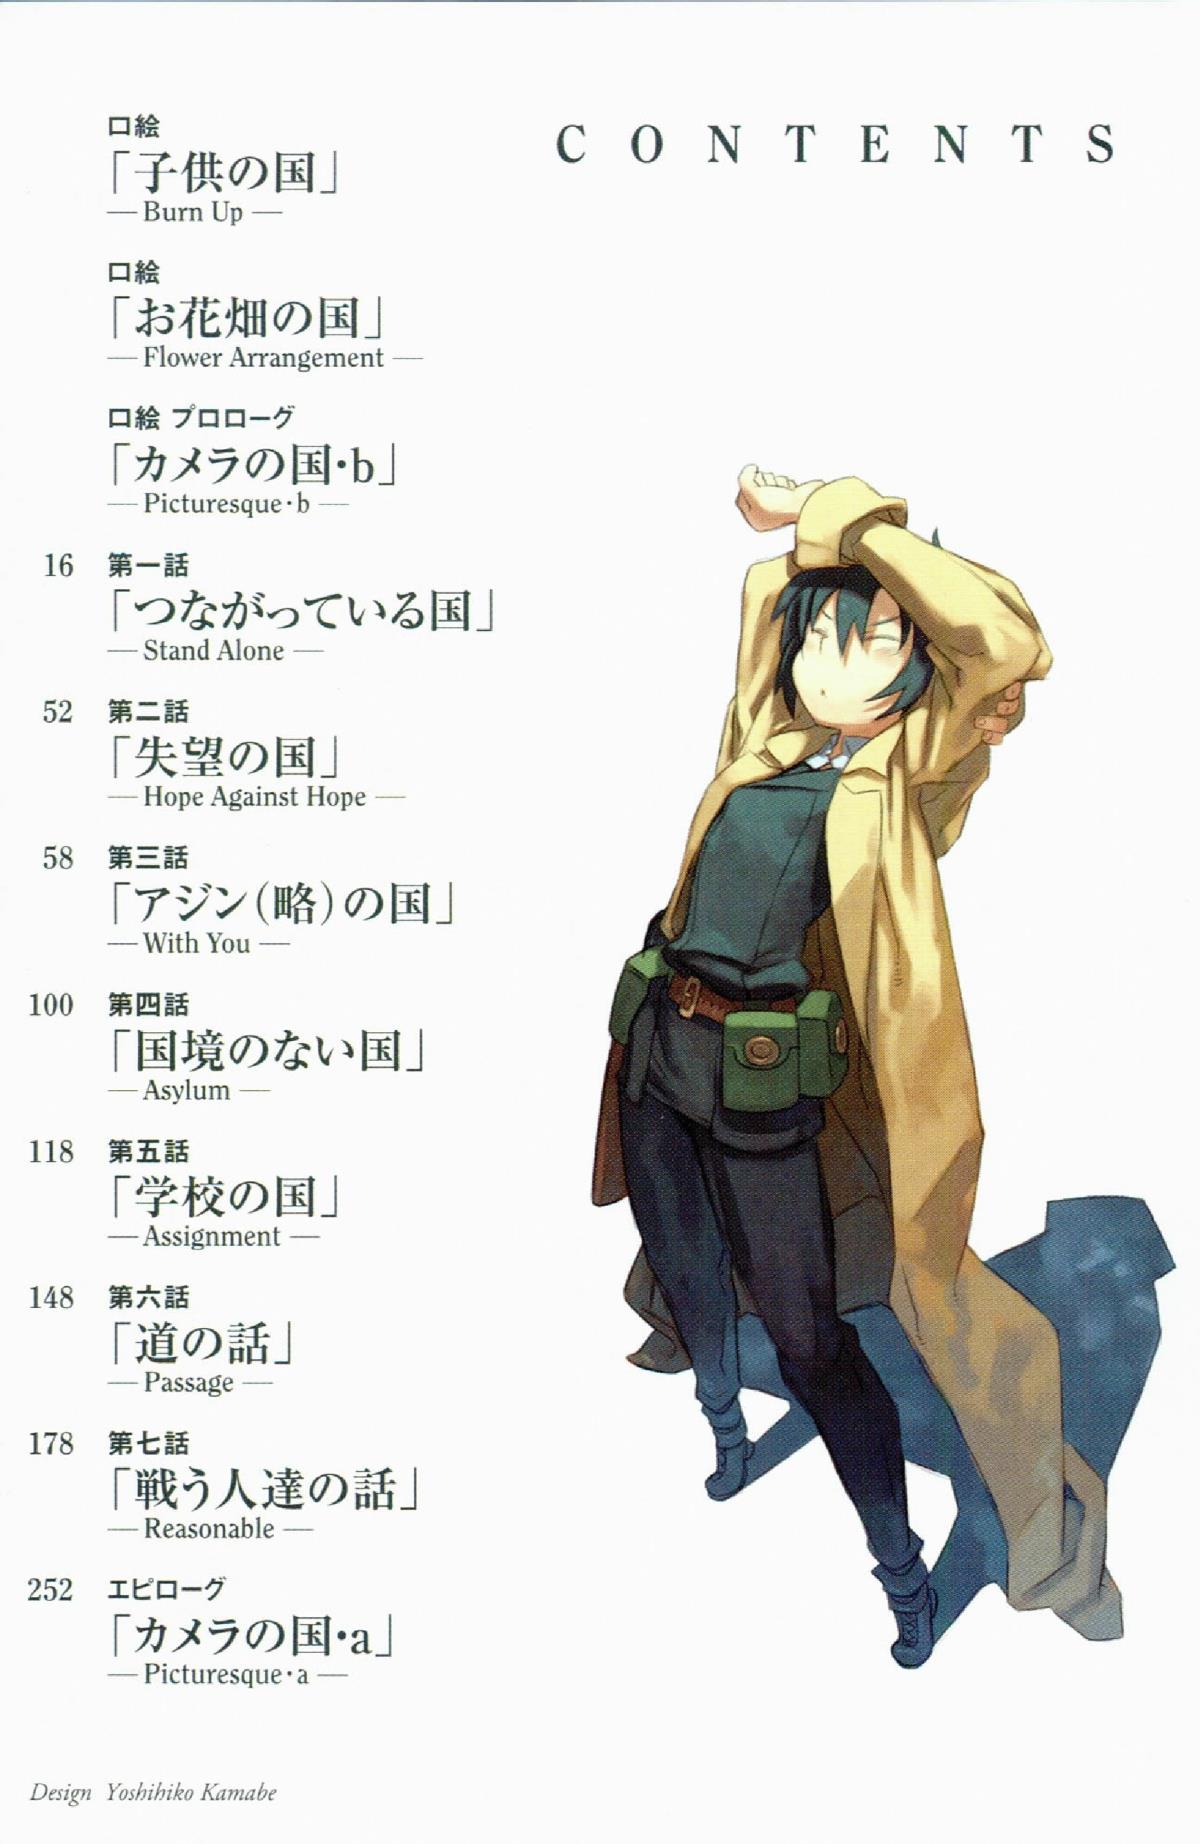 CONTENTS
口絵
「子供の国」
— Burn Up —
口絵
「お花畑の国」
— Flower Arrangement —
口絵 プロローグ
「カメラの国・b」
— Picturesque・b —
16 第一話
「つながっている国」
— Stand Alone —
52 第二話
「失望の国」
— Hope Against Hope —
58 第三話
「アジン(略)の国」
— With You —
100 第四話
「国境のない国」
— Asylum —
118 第五話
「学校の国」
— Assignment —
148 第六話
「道の話」
— Passage —
178 第七話
「戦う人達の話」
— Reasonable —
252 エピローグ
「カメラの国・a」
— Picturesque・a —
Design Yoshihiko Kamabe